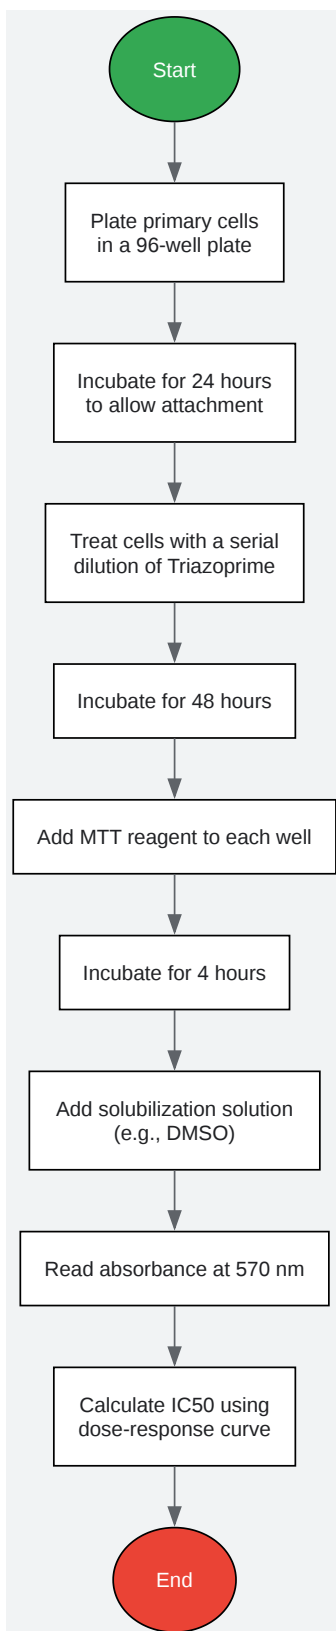 Start
Plate primary cells
in a 96-well plate
Incubate for 24 hours
to allow attachment
Treat cells with a serial
dilution of Triazoprime
Incubate for 48 hours
Add MTT reagent to each well
Incubate for 4 hours
Add solubilization solution
(e.g., DMSO)
Read absorbance at 570 nm
Calculate IC50 using
dose-response curve
End